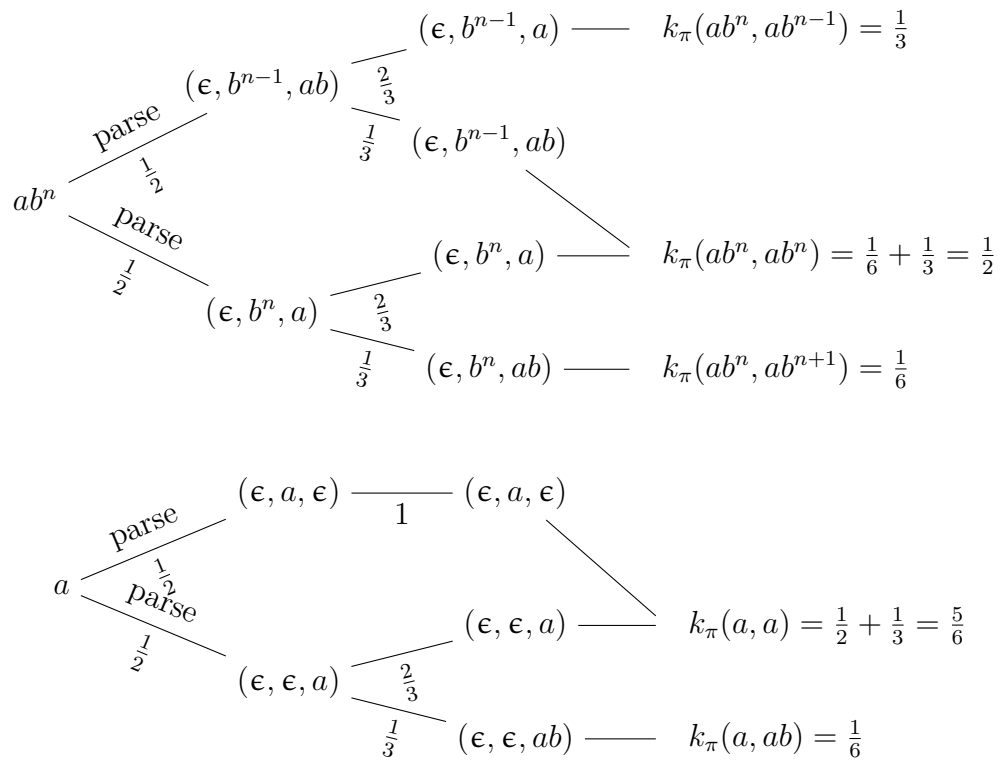 (ϵ, b^{n−1}, a) k_π(ab^n, ab^{n−1}) = 1/3
2/3
(ϵ, b^{n−1}, ab)
parse
1/3
(ϵ, b^{n−1}, ab)
1/2
ab^n
parse
1/2
(ϵ, b^n, a) k_π(ab^n, ab^n) = 1/6 + 1/3 = 1/2
2/3
(ϵ, b^n, a)
1/3
(ϵ, b^n, ab) k_π(ab^n, ab^{n+1}) = 1/6
(ϵ, a, ϵ) 1 (ϵ, a, ϵ)
parse
1/2
a
parse
1/2
(ϵ, ϵ, a) k_π(a, a) = 1/2 + 1/3 = 5/6
2/3
(ϵ, ϵ, a)
1/3
(ϵ, ϵ, ab) k_π(a, ab) = 1/6